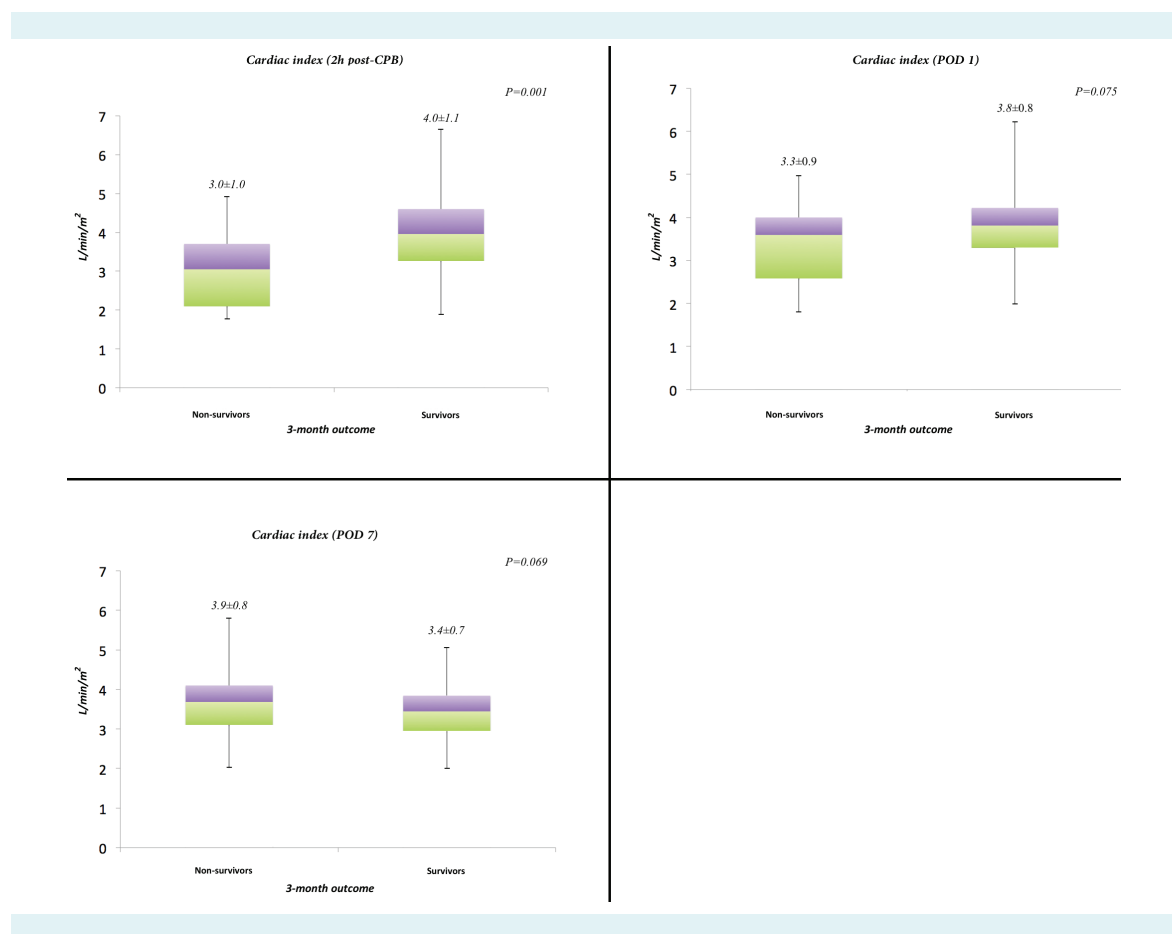 Cardiac index (2h post-CPB)
P=0.001
7
4.0±1.1
6
5
3.0±1.0
4
L/min/m²
3
2
1
0
Non-survivors
Survivors
3-month outcome
Cardiac index (POD 1)
P=0.075
7
3.8±0.8
6
5
3.3±0.9
4
L/min/m²
3
2
1
0
Non-survivors
Survivors
3-month outcome
Cardiac index (POD 7)
P=0.069
7
6
3.9±0.8
3.4±0.7
5
4
L/min/m²
3
2
1
0
Non-survivors
Survivors
3-month outcome